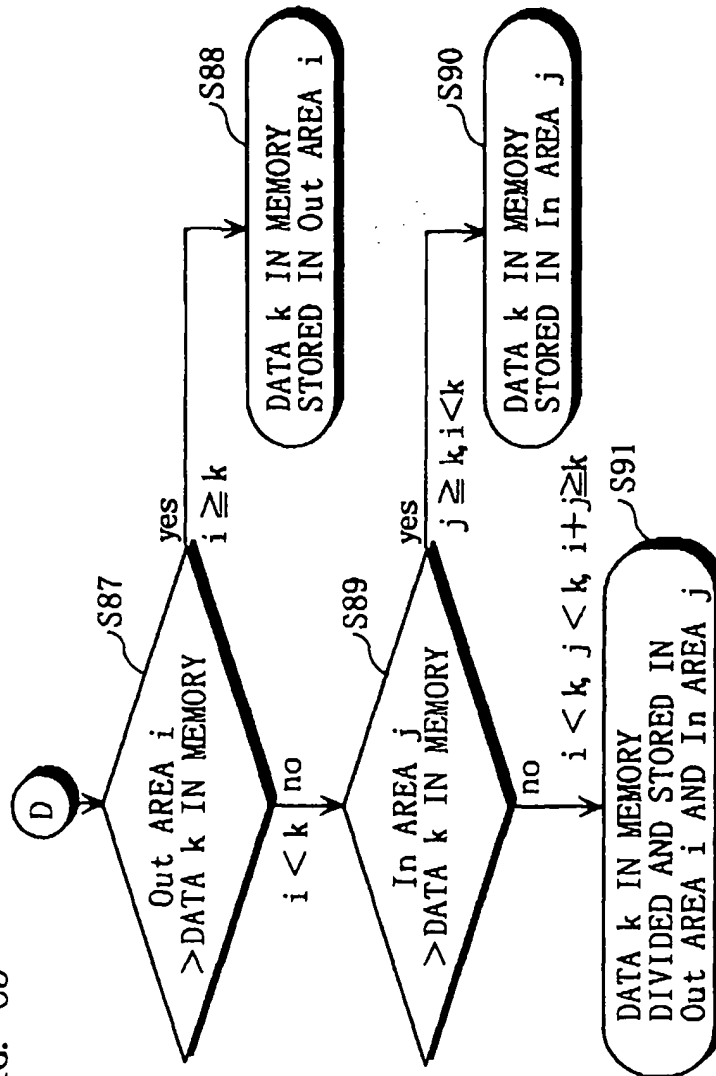 D
S87
Out AREA i
>DATA k IN MEMORY
yes
i ≧ k
S88
DATA k IN MEMORY
STORED IN Out AREA i
no
i < k
S89
In AREA j
>DATA k IN MEMORY
yes
j ≧ k, i<k
S90
DATA k IN MEMORY
STORED IN In AREA j
no
i < k, j < k, i+j≧k
S91
DATA k IN MEMORY
DIVIDED AND STORED IN
Out AREA i AND In AREA j